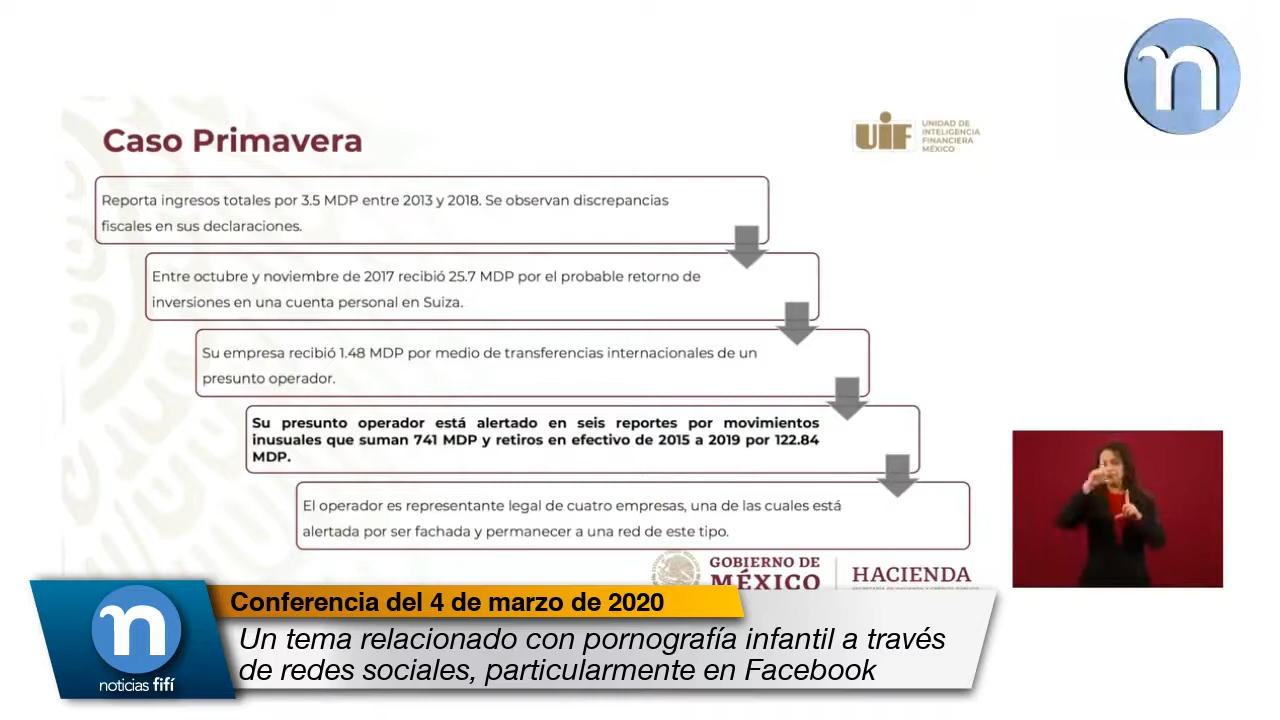 n
Caso Primavera
UiF
UNIDAD DE
INTELIGENCIA
FINANCIERA
MÉXICO
Reporta ingresos totales por 3.5 MDP entre 2013 y 2018. Se observan discrepancias
fiscales en sus declaraciones.
Entre octubre y noviembre de 2017 recibió 25.7 MDP por el probable retorno de
inversiones en una cuenta personal en Suiza.
Su empresa recibió 1.48 MDP por medio de transferencias internacionales de un
presunto operador.
Su presunto operador está alertado en seis reportes por movimientos
inusuales que suman 741 MDP y retiros en efectivo de 2015 a 2019 por 122.84
MDP.
El operador es representante legal de cuatro empresas, una de las cuales está
alertada por ser fachada y permanecer a una red de este tipo.
GOBIERNO DE
MÉXICO
HACIENDA
Conferencia del 4 de marzo de 2020
Un tema relacionado con pornografía infantil a través
de redes sociales, particularmente en Facebook
n
noticias fifí